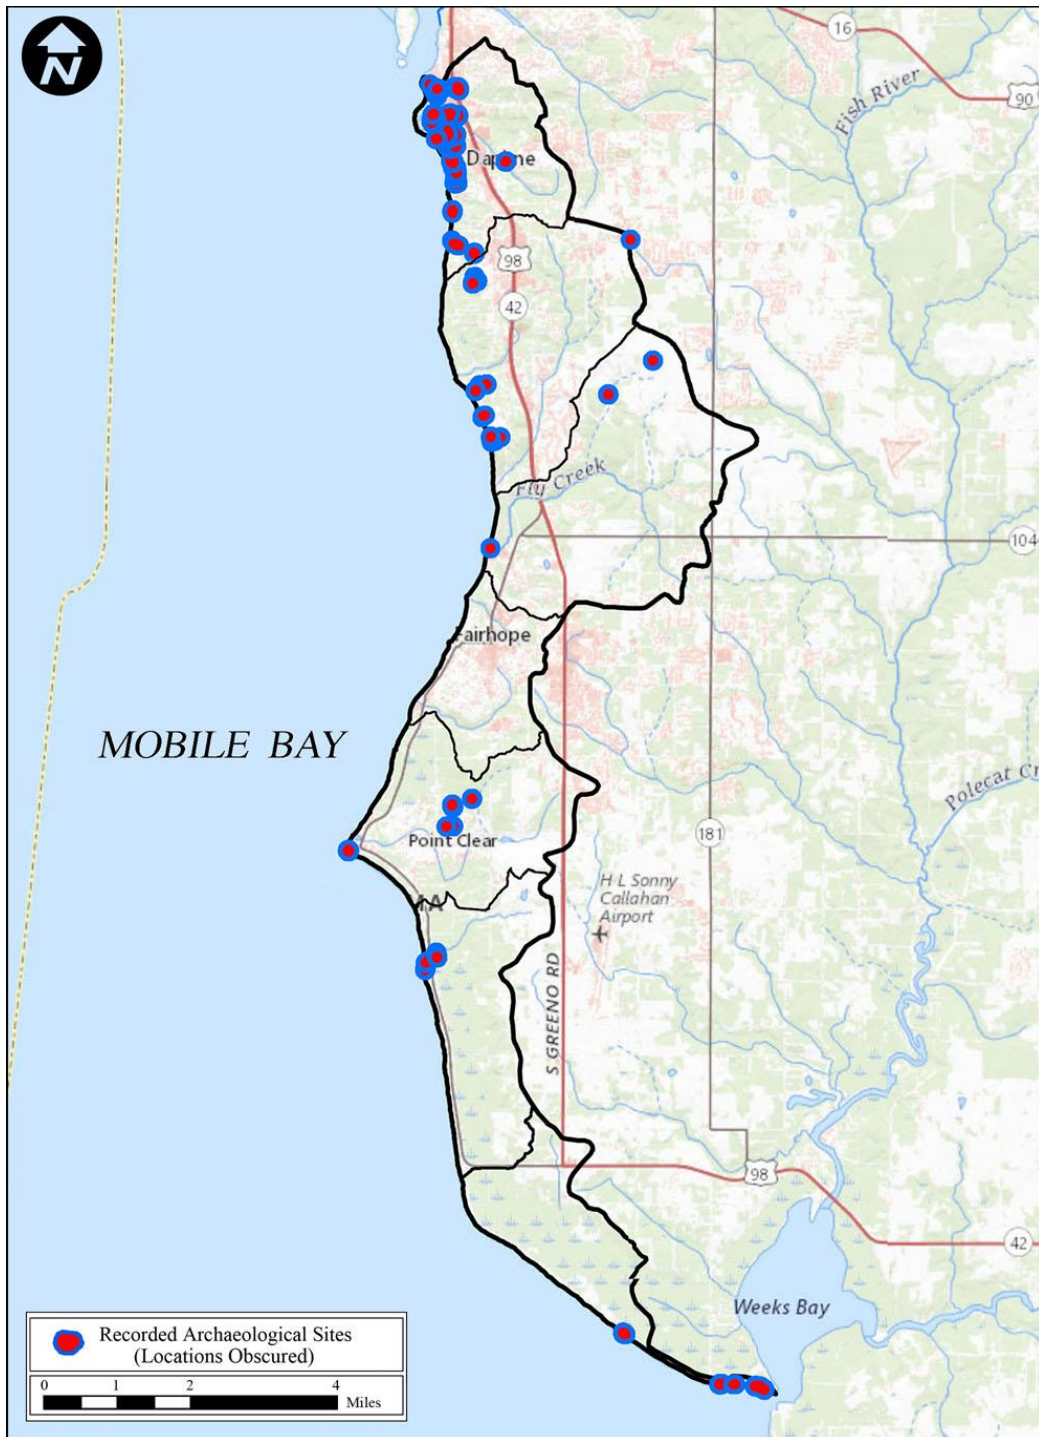 N
16
90
Fish River
Daphne
98
42
Fly Creek
104
Fairhope
MOBILE BAY
Polecat Cr
181
Point Clear
H L Sonny
Callahan
Airport
S GREENO RD
98
42
Weeks Bay
Recorded Archaeological Sites
(Locations Obscured)
0 1 2 4
Miles